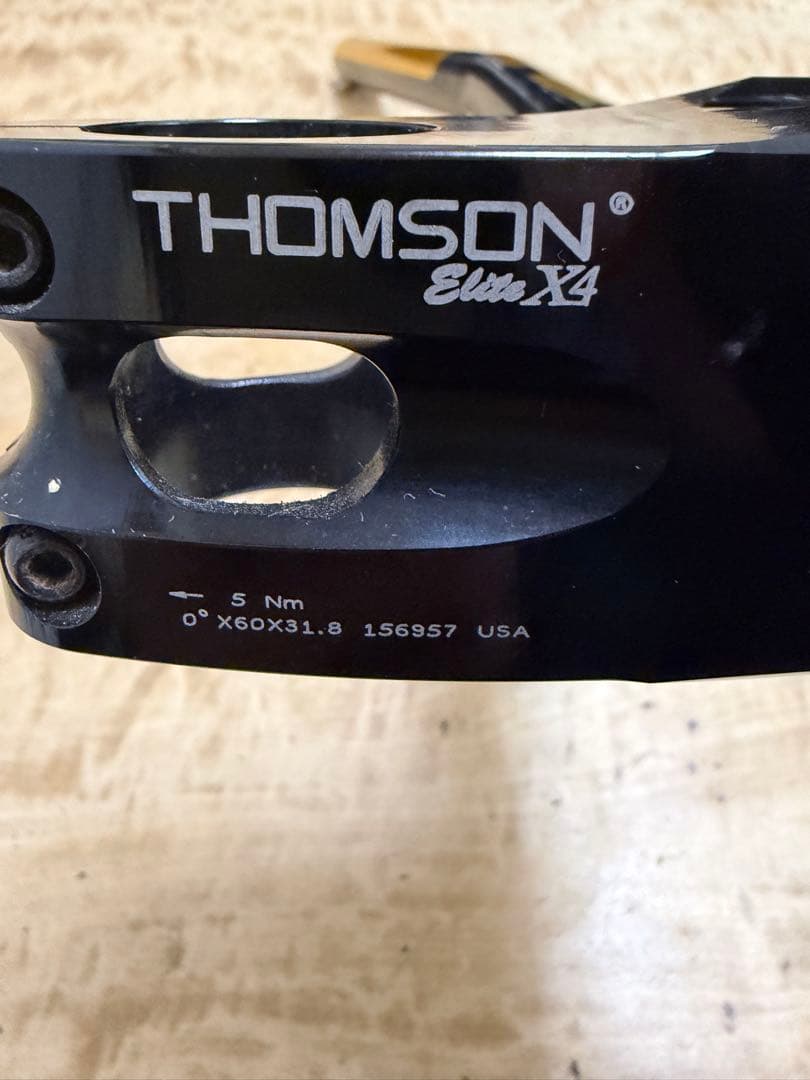 THOMSON®
Elite X4
← 5 Nm
0° X60X31.8 156957 USA